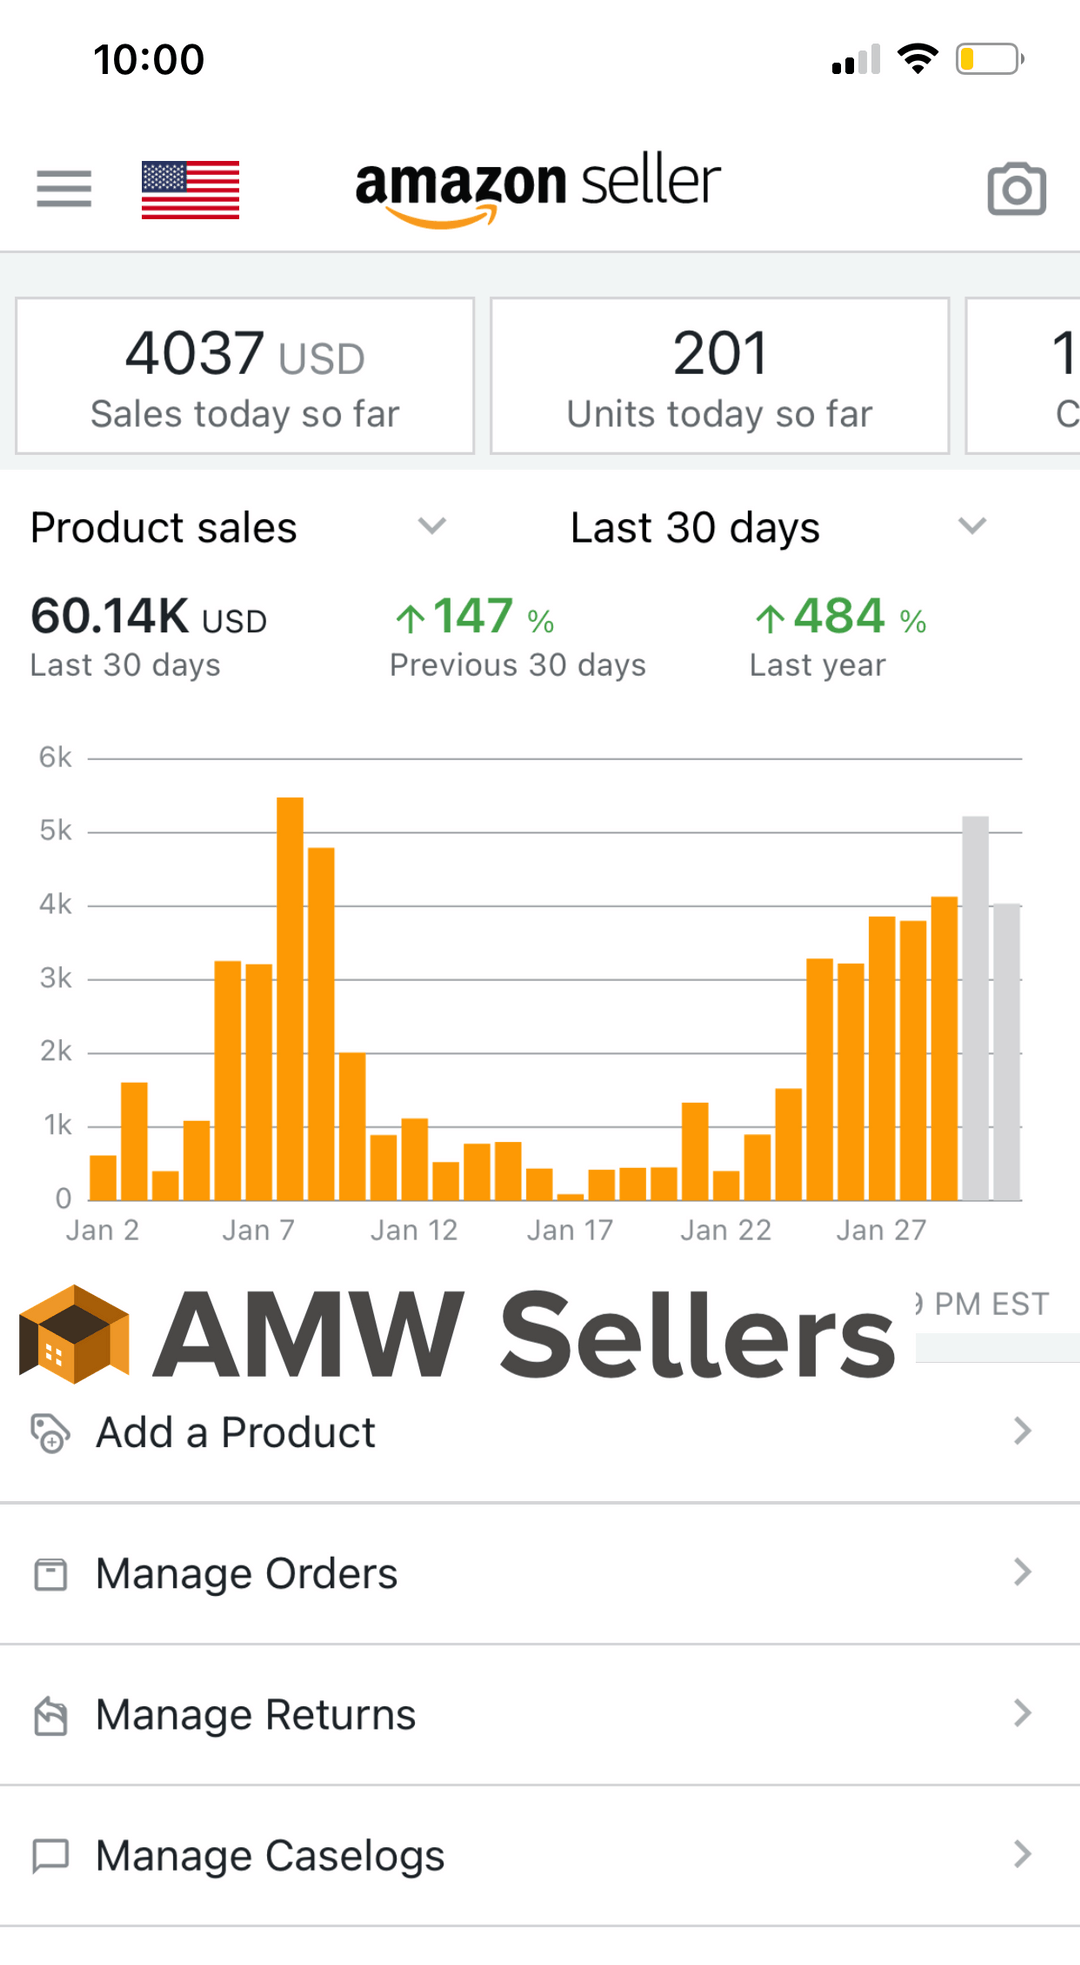 10:00
amazon seller
4037 USD
Sales today so far
201
Units today so far
Product sales
Last 30 days
60.14K USD
Last 30 days
↑147 %
Previous 30 days
↑484 %
Last year
6k
5k
4k
3k
2k
1k
0
Jan 2 Jan 7 Jan 12 Jan 17 Jan 22 Jan 27
AMW Sellers
PM EST
Add a Product
Manage Orders
Manage Returns
Manage Caselogs